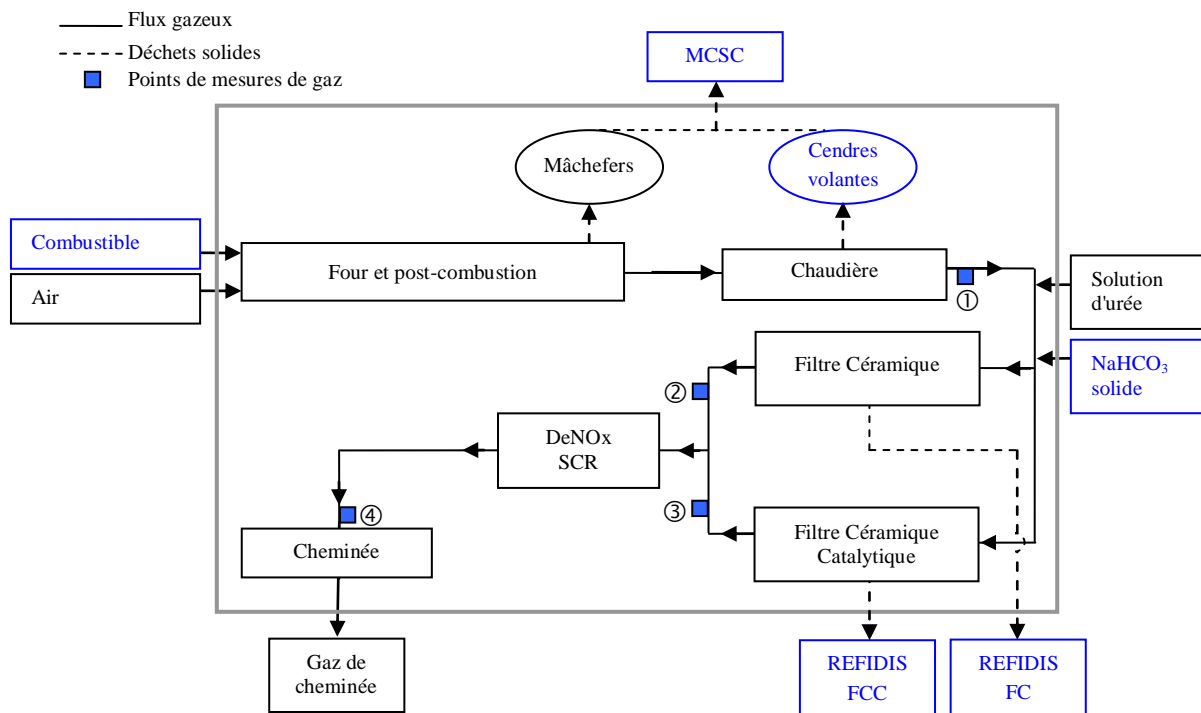 Flux gazeux
Déchets solides
Points de mesures de gaz
MCSC
Mâchefers
Cendres
volantes
Combustible
Air
Four et post-combustion
Chaudière
①
Solution
d'urée
NaHCO₃
solide
Filtre Céramique
②
DeNOx
SCR
③
④
Filtre Céramique
Catalytique
Cheminée
Gaz de
cheminée
REFIDIS
FCC
REFIDIS
FC